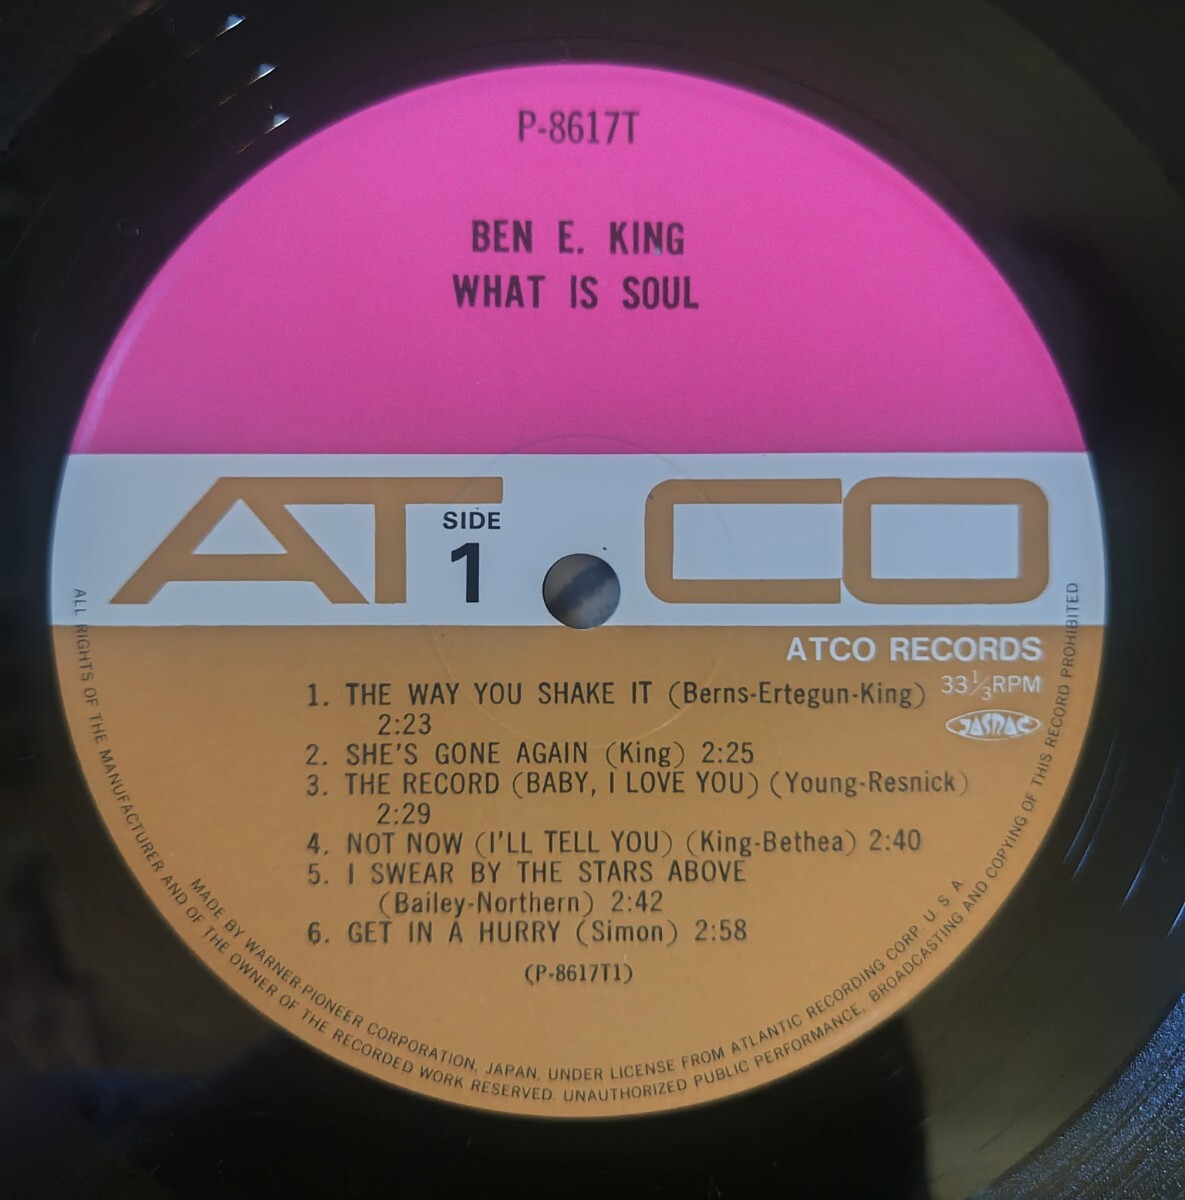 P-8617T
BEN E. KING
WHAT IS SOUL
ATCO
SIDE
1
ATCO RECORDS
33 1/3 RPM
JASRAC
1. THE WAY YOU SHAKE IT (Berns-Ertegun-King)
2:23
2. SHE'S GONE AGAIN (King) 2:25
3. THE RECORD (BABY, I LOVE YOU) (Young-Resnick)
2:29
4. NOT NOW (I'LL TELL YOU) (King-Bethea) 2:40
5. I SWEAR BY THE STARS ABOVE
(Bailey-Northern) 2:42
6. GET IN A HURRY (Simon) 2:58
(P-8617T1)
MADE BY WARNER-PIONEER CORPORATION, JAPAN, UNDER LICENSE FROM ATLANTIC RECORDING CORP. U. S. A.
ALL RIGHTS OF THE MANUFACTURER AND OF THE OWNER OF THE RECORDED WORK RESERVED. UNAUTHORIZED PUBLIC PERFORMANCE, BROADCASTING AND COPYING OF THIS RECORD PROHIBITED